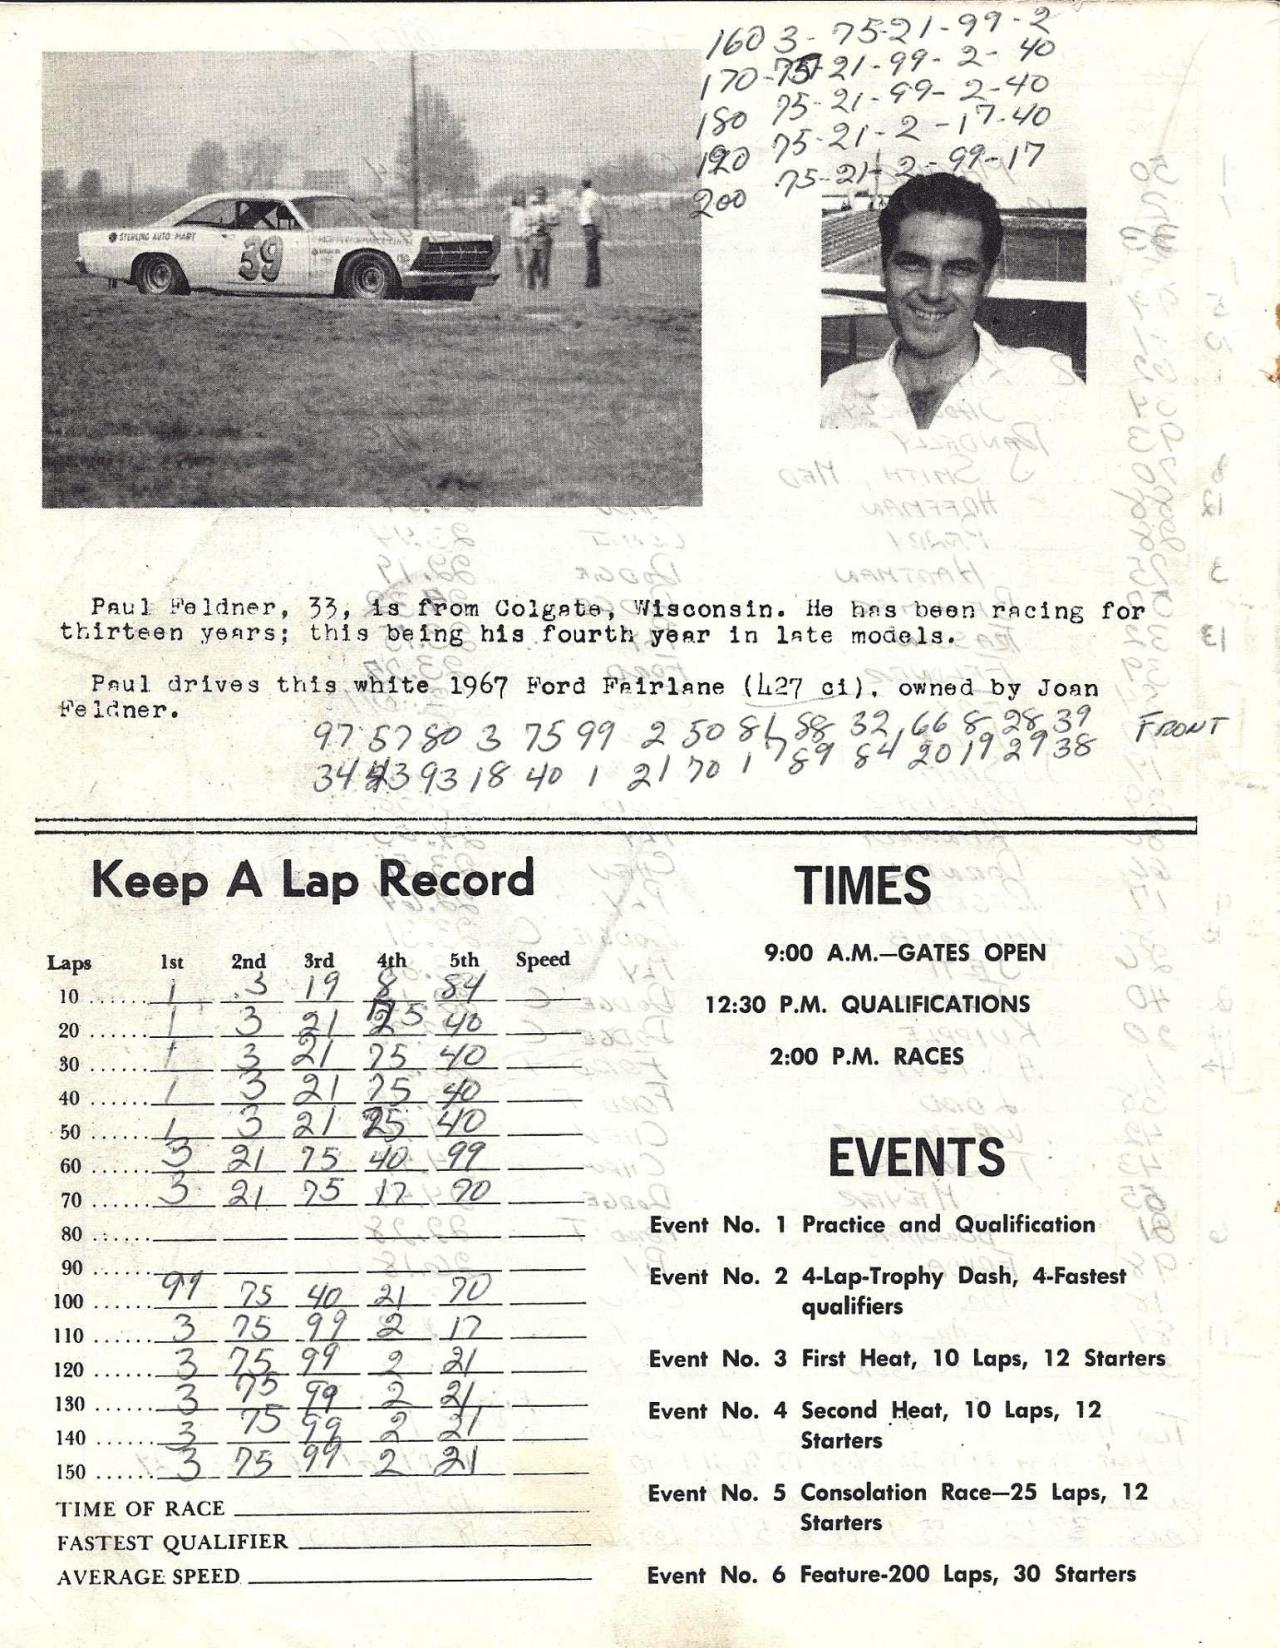 160 3 - 75-21-99-2
170-75-21-99-2-40
180 75-21-99-2-40
190 75-21-2-17-40
200 75-21-2-99-17
STERLING AUTO MART
39
Paul Feldner, 33, is from Colgate, Wisconsin. He has been racing for
thirteen years; this being his fourth year in late models.
Paul drives this white 1967 Ford Fairlane (427 ci), owned by Joan
Feldner.
97 57 80 3 75 99 2 50 81 88 32 66 8 28 39 FRONT
34 43 93 18 40 1 21 70 17 89 84 20 19 29 38
Keep A Lap Record
Laps 1st 2nd 3rd 4th 5th Speed
10 ...... 1 3 19 8 84
20 ...... 1 3 21 75 40
30 ...... 1 3 21 75 40
40 ...... 1 3 21 75 40
50 ...... 1 3 21 75 40
60 ...... 3 21 75 40 99
70 ...... 3 21 75 17 70
80 ......
90 ......
100 ...... 99 75 40 21 70
110 ...... 3 75 99 2 17
120 ...... 3 75 99 2 21
130 ...... 3 75 99 2 21
140 ...... 3 75 99 2 21
150 ...... 3 75 99 2 21
TIME OF RACE
FASTEST QUALIFIER
AVERAGE SPEED
TIMES
9:00 A.M.—GATES OPEN
12:30 P.M. QUALIFICATIONS
2:00 P.M. RACES
EVENTS
Event No. 1 Practice and Qualification
Event No. 2 4-Lap-Trophy Dash, 4-Fastest
qualifiers
Event No. 3 First Heat, 10 Laps, 12 Starters
Event No. 4 Second Heat, 10 Laps, 12
Starters
Event No. 5 Consolation Race—25 Laps, 12
Starters
Event No. 6 Feature-200 Laps, 30 Starters